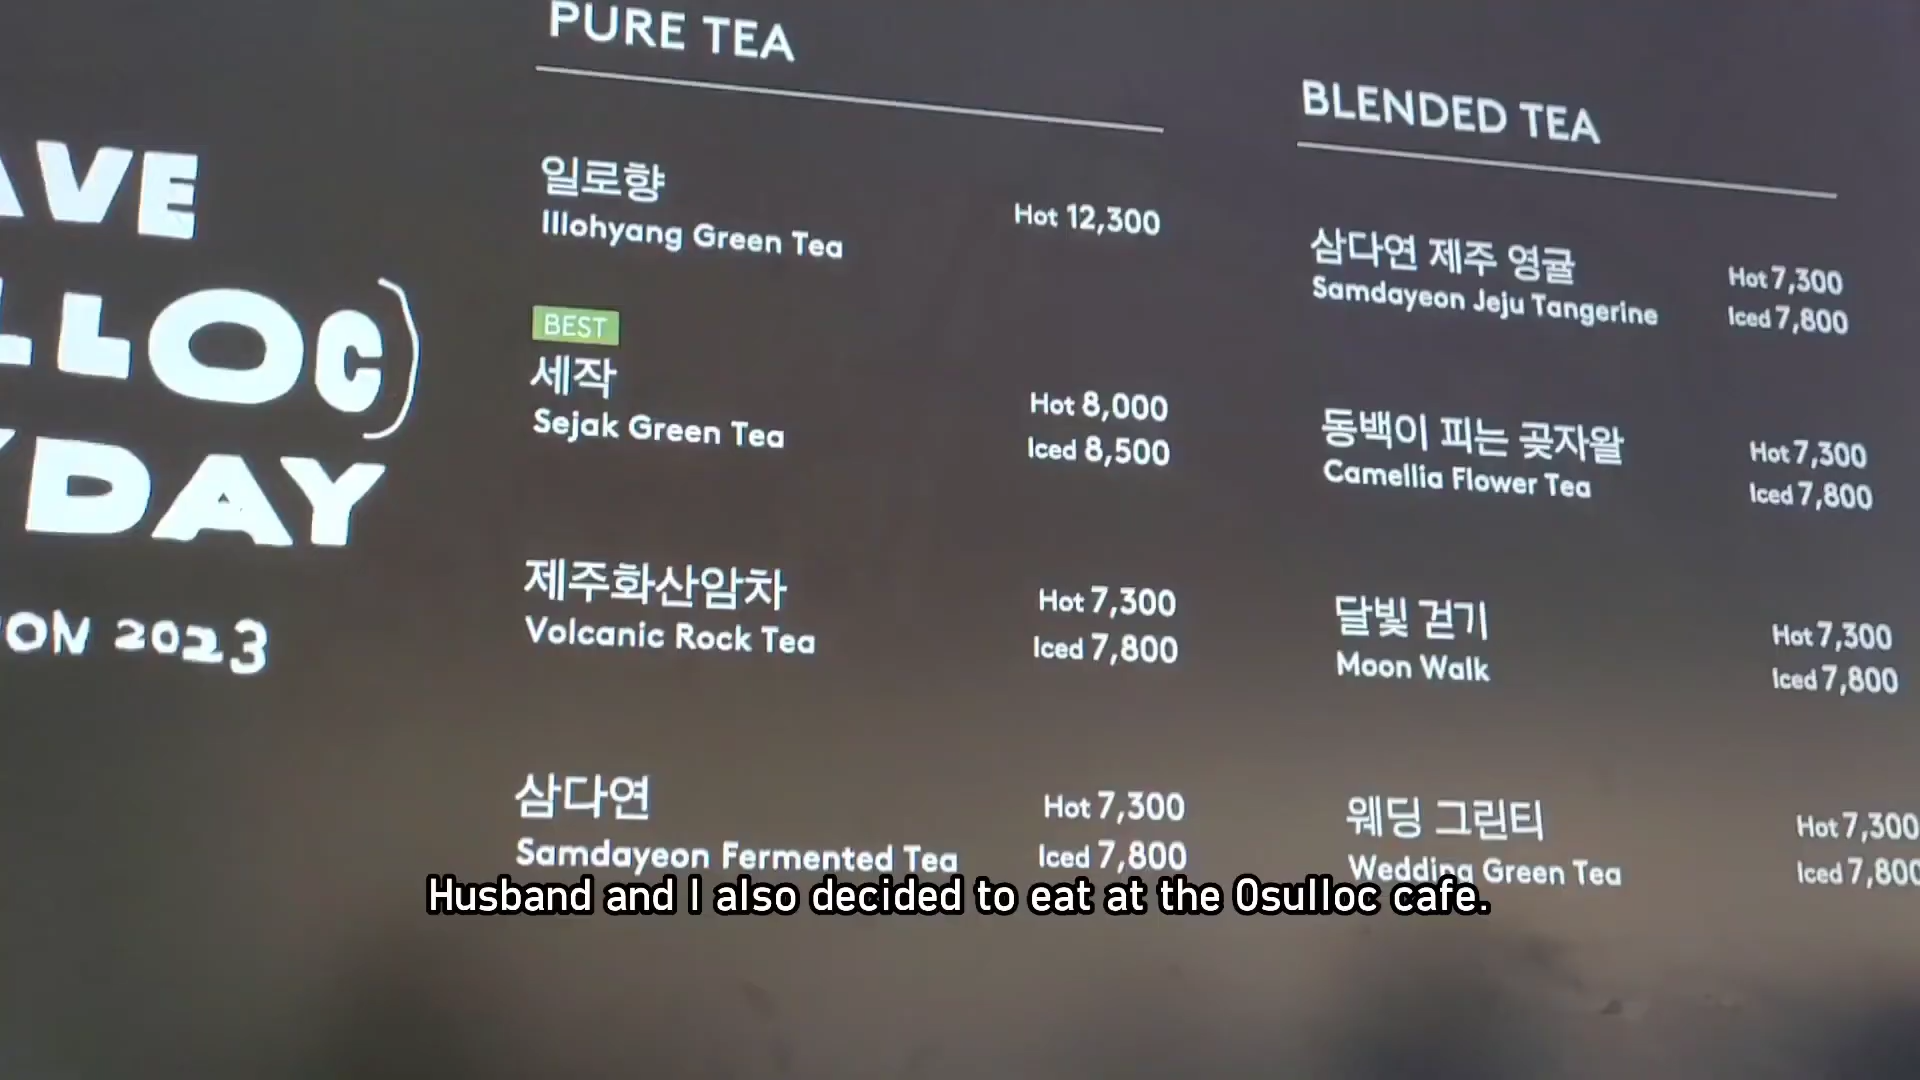 AVE
LLOC)
YDAY
ON 2023
PURE TEA
일로향
Illohyang Green Tea
Hot 12,300
BEST
세작
Sejak Green Tea
Hot 8,000
Iced 8,500
제주화산암차
Volcanic Rock Tea
Hot 7,300
Iced 7,800
삼다연
Samdayeon Fermented Tea
Hot 7,300
Iced 7,800
BLENDED TEA
삼다연 제주 영귤
Samdayeon Jeju Tangerine
Hot 7,300
Iced 7,800
동백이 피는 곶자왈
Camellia Flower Tea
Hot 7,300
Iced 7,800
달빛 걷기
Moon Walk
Hot 7,300
Iced 7,800
웨딩 그린티
Wedding Green Tea
Hot 7,300
Iced 7,800
Husband and I also decided to eat at the Osulloc cafe.